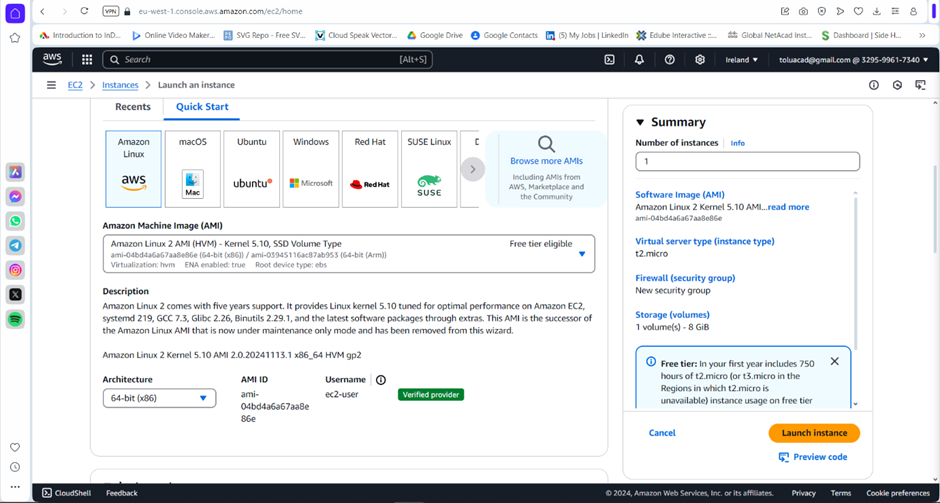 VPN
eu-west-1.console.aws.amazon.com/ec2/home
Introduction to InD...
Online Video Maker...
SVG Repo - Free SV...
Cloud Speak Vector...
Google Drive
Google Contacts
(5) My Jobs | LinkedIn
Edube Interactive ::...
Global NetAcad Inst...
Dashboard | Side H...
aws
Search
[Alt+S]
Ireland
toluacad@gmail.com @ 3295-9961-7340
EC2
Instances
Launch an instance
Recents
Quick Start
Amazon
Linux
aws
macOS
Mac
Ubuntu
ubuntu
Windows
Microsoft
Red Hat
Red Hat
SUSE Linux
SUSE
Browse more AMIs
Including AMIs from
AWS, Marketplace and
the Community
Amazon Machine Image (AMI)
Amazon Linux 2 AMI (HVM) - Kernel 5.10, SSD Volume Type
Free tier eligible
ami-04bd4a6a67aa8e86e (64-bit (x86)) / ami-03945116ac87ab953 (64-bit (Arm))
Virtualization: hvm ENA enabled: true Root device type: ebs
Description
Amazon Linux 2 comes with five years support. It provides Linux kernel 5.10 tuned for optimal performance on Amazon EC2,
systemd 219, GCC 7.3, Glibc 2.26, Binutils 2.29.1, and the latest software packages through extras. This AMI is the successor of
the Amazon Linux AMI that is now under maintenance only mode and has been removed from this wizard.
Amazon Linux 2 Kernel 5.10 AMI 2.0.20241113.1 x86_64 HVM gp2
Architecture
64-bit (x86)
AMI ID
ami-
04bd4a6a67aa8e
86e
Username
ec2-user
Verified provider
Summary
Number of instances
Info
1
Software Image (AMI)
Amazon Linux 2 Kernel 5.10 AMI...read more
ami-04bd4a6a67aa8e86e
Virtual server type (instance type)
t2.micro
Firewall (security group)
New security group
Storage (volumes)
1 volume(s) - 8 GiB
Free tier: In your first year includes 750
hours of t2.micro (or t3.micro in the
Regions in which t2.micro is
unavailable) instance usage on free tier
Cancel
Launch instance
Preview code
CloudShell
Feedback
© 2024, Amazon Web Services, Inc. or its affiliates.
Privacy
Terms
Cookie preferences